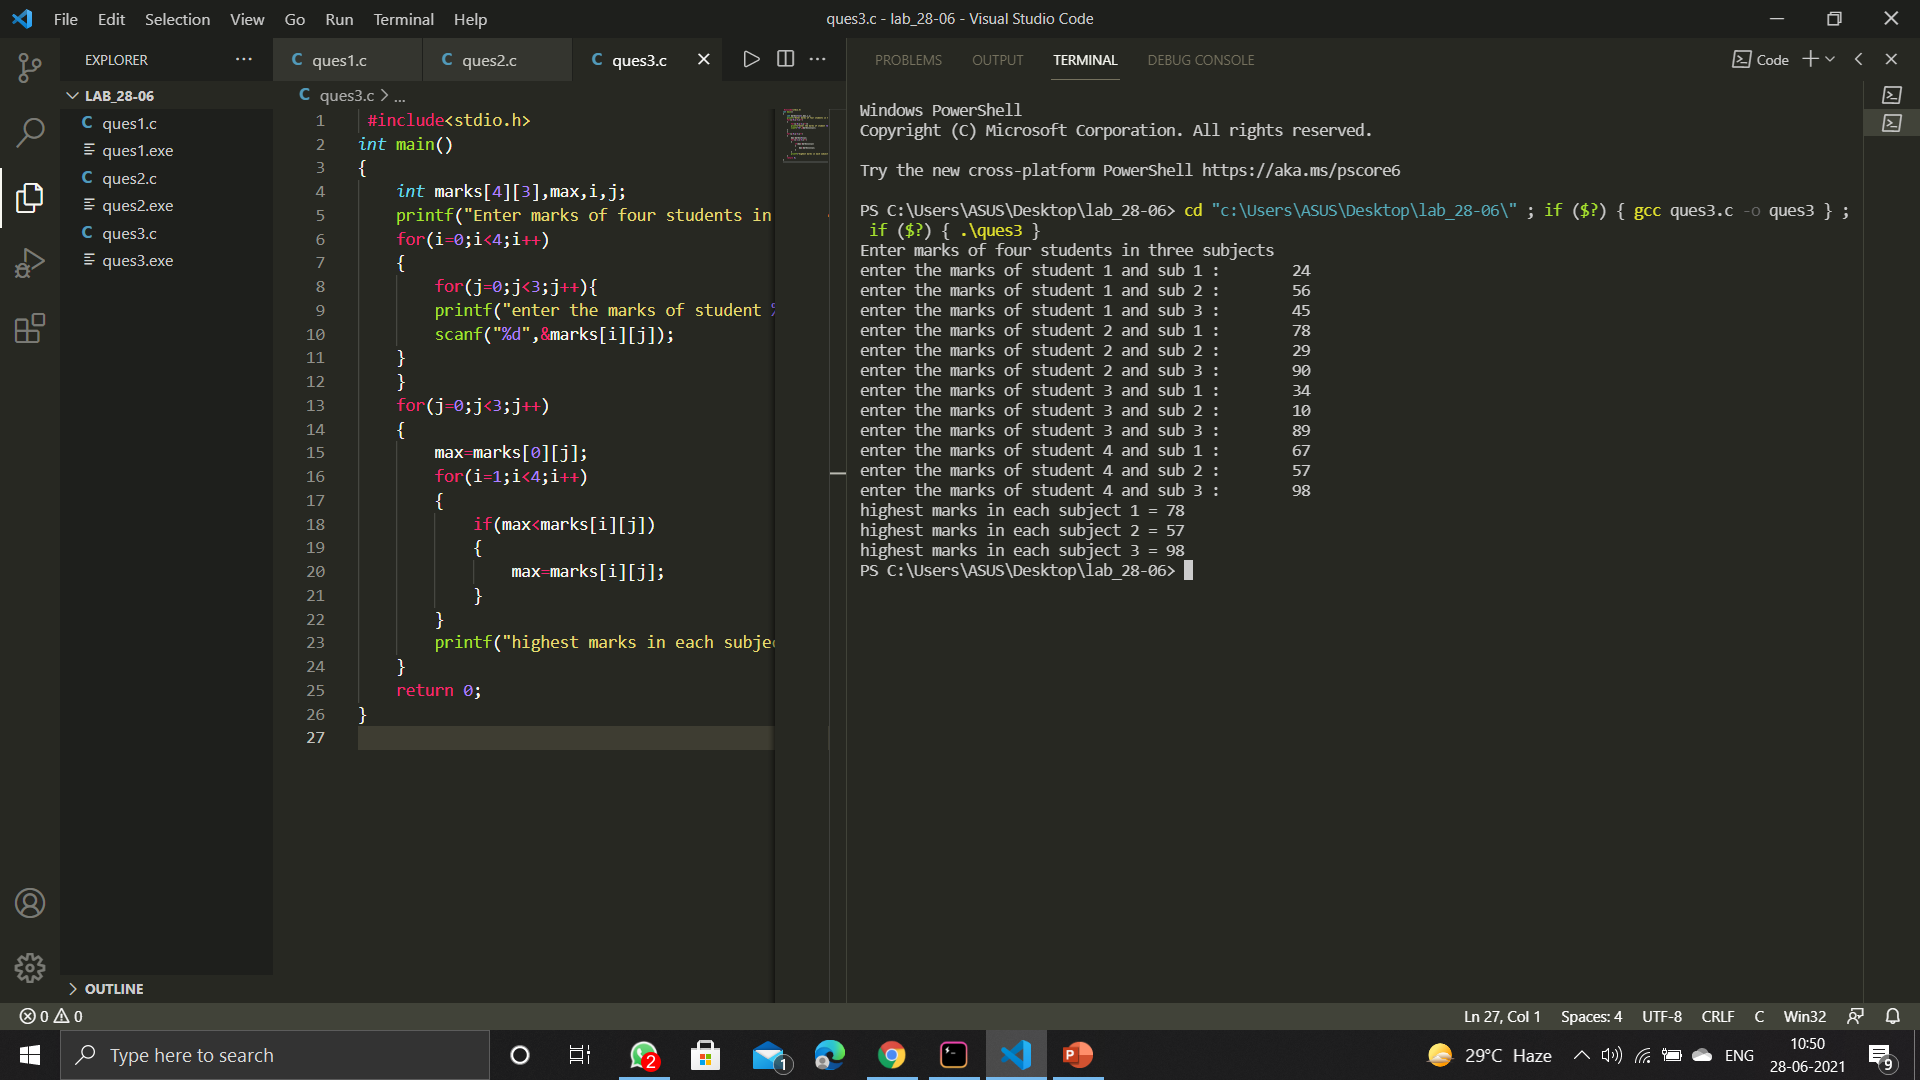 File Edit Selection View Go Run Terminal Help
ques3.c - lab_28-06 - Visual Studio Code
EXPLORER
LAB_28-06
ques1.c
ques1.exe
ques2.c
ques2.exe
ques3.c
ques3.exe
OUTLINE
C ques1.c
C ques2.c
C ques3.c
C ques3.c > ...
1 #include<stdio.h>
2 int main()
3 {
4 int marks[4][3],max,i,j;
5 printf("Enter marks of four students in
6 for(i=0;i<4;i++)
7 {
8 for(j=0;j<3;j++){
9 printf("enter the marks of student %
10 scanf("%d",&marks[i][j]);
11 }
12 }
13 for(j=0;j<3;j++)
14 {
15 max=marks[0][j];
16 for(i=1;i<4;i++)
17 {
18 if(max<marks[i][j])
19 {
20 max=marks[i][j];
21 }
22 }
23 printf("highest marks in each subjec
24 }
25 return 0;
26 }
27
PROBLEMS OUTPUT TERMINAL DEBUG CONSOLE
Code
Windows PowerShell
Copyright (C) Microsoft Corporation. All rights reserved.
Try the new cross-platform PowerShell https://aka.ms/pscore6
PS C:\Users\ASUS\Desktop\lab_28-06> cd "c:\Users\ASUS\Desktop\lab_28-06\" ; if ($?) { gcc ques3.c -o ques3 } ;
if ($?) { .\ques3 }
Enter marks of four students in three subjects
enter the marks of student 1 and sub 1 : 24
enter the marks of student 1 and sub 2 : 56
enter the marks of student 1 and sub 3 : 45
enter the marks of student 2 and sub 1 : 78
enter the marks of student 2 and sub 2 : 29
enter the marks of student 2 and sub 3 : 90
enter the marks of student 3 and sub 1 : 34
enter the marks of student 3 and sub 2 : 10
enter the marks of student 3 and sub 3 : 89
enter the marks of student 4 and sub 1 : 67
enter the marks of student 4 and sub 2 : 57
enter the marks of student 4 and sub 3 : 98
highest marks in each subject 1 = 78
highest marks in each subject 2 = 57
highest marks in each subject 3 = 98
PS C:\Users\ASUS\Desktop\lab_28-06>
0 0
Ln 27, Col 1 Spaces: 4 UTF-8 CRLF C Win32
Type here to search
2
1
29°C Haze
ENG
10:50
28-06-2021
9